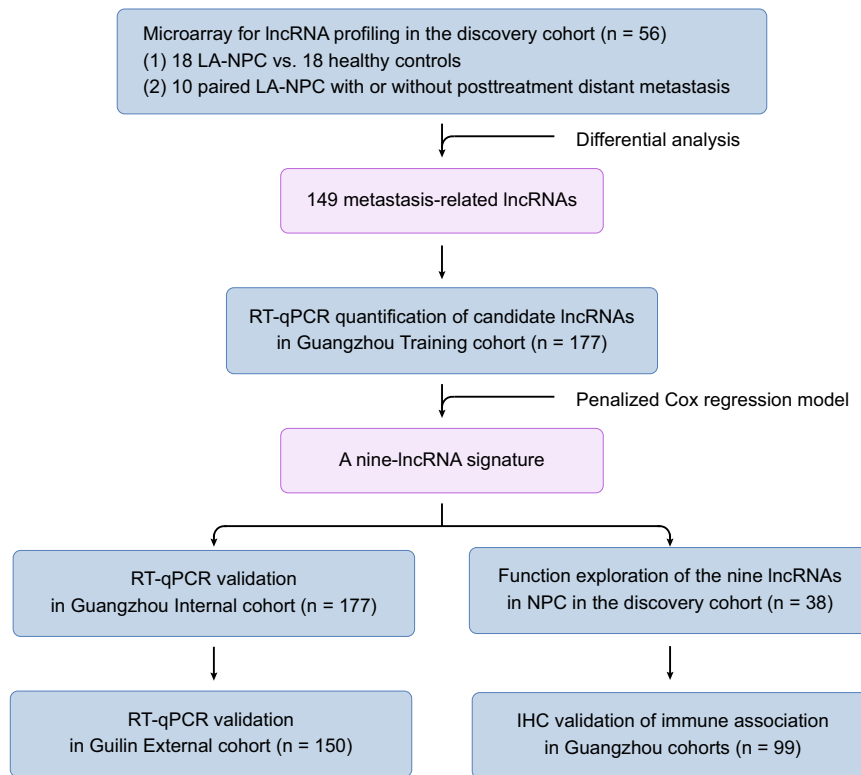 Microarray for lncRNA profiling in the discovery cohort (n = 56)
(1) 18 LA-NPC vs. 18 healthy controls
(2) 10 paired LA-NPC with or without posttreatment distant metastasis
Differential analysis
149 metastasis-related lncRNAs
RT-qPCR quantification of candidate lncRNAs
in Guangzhou Training cohort (n = 177)
Penalized Cox regression model
A nine-lncRNA signature
RT-qPCR validation
in Guangzhou Internal cohort (n = 177)
Function exploration of the nine lncRNAs
in NPC in the discovery cohort (n = 38)
RT-qPCR validation
in Guilin External cohort (n = 150)
IHC validation of immune association
in Guangzhou cohorts (n = 99)